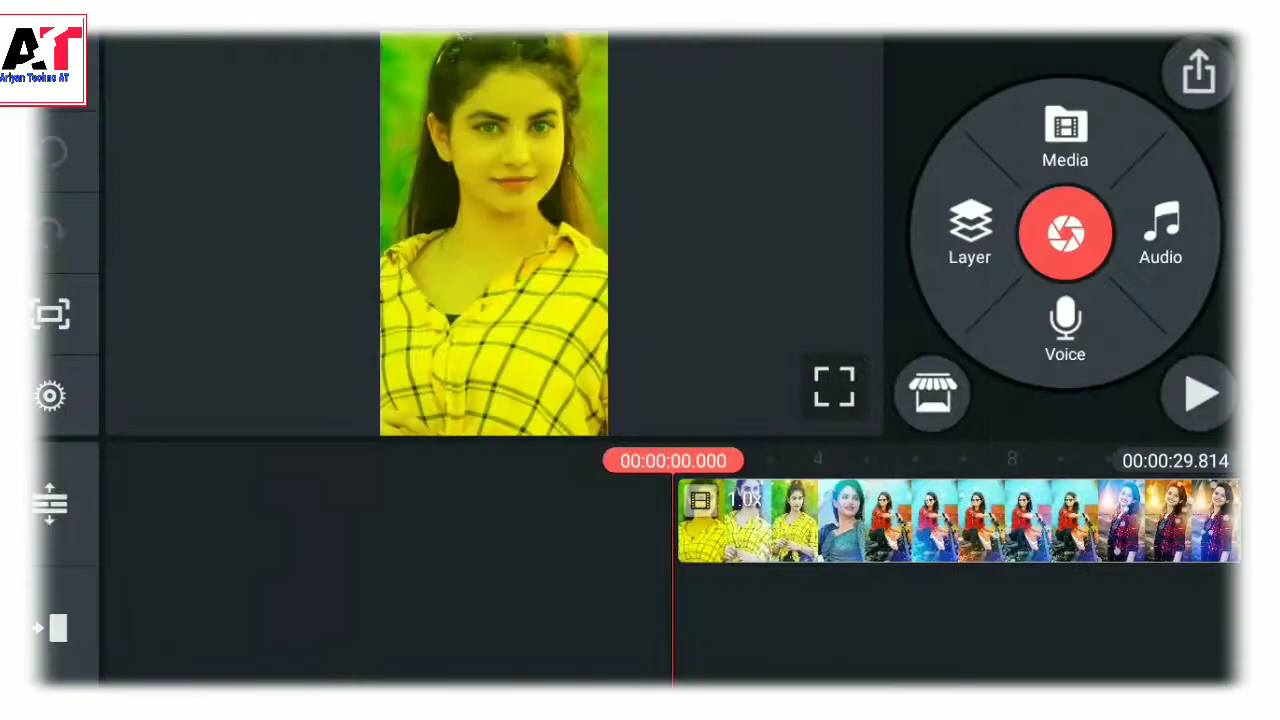 AT
Ariyan Techno AT
Media
Layer
Audio
Voice
00:00:00.000
4
8
00:00:29.814
1.0x